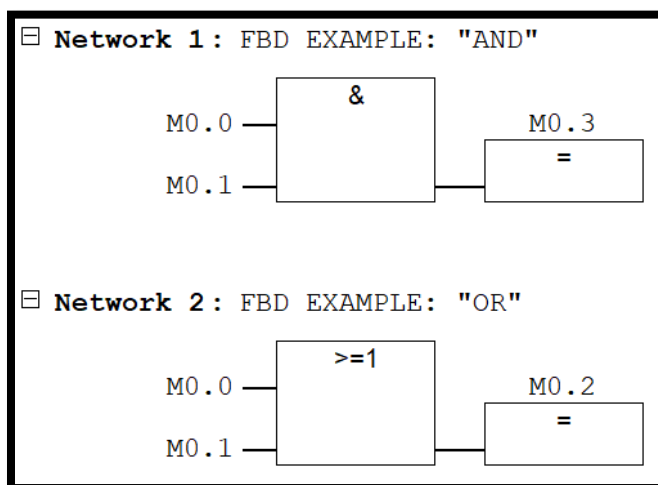 Network 1: FBD EXAMPLE: "AND"
&
M0.0
M0.3
=
M0.1
Network 2: FBD EXAMPLE: "OR"
>=1
M0.0
M0.2
=
M0.1